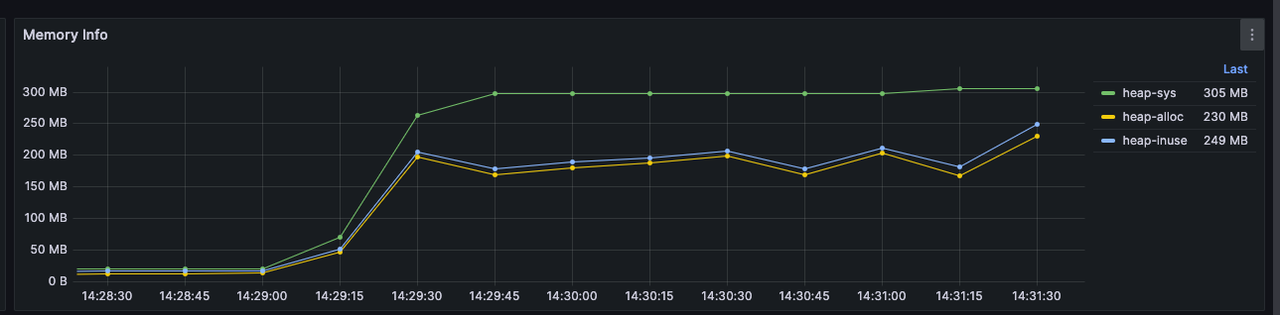 Memory Info
Last
300 MB
heap-sys 305 MB
250 MB
heap-alloc 230 MB
200 MB
heap-inuse 249 MB
150 MB
100 MB
50 MB
0 B
14:28:30 14:28:45 14:29:00 14:29:15 14:29:30 14:29:45 14:30:00 14:30:15 14:30:30 14:30:45 14:31:00 14:31:15 14:31:30